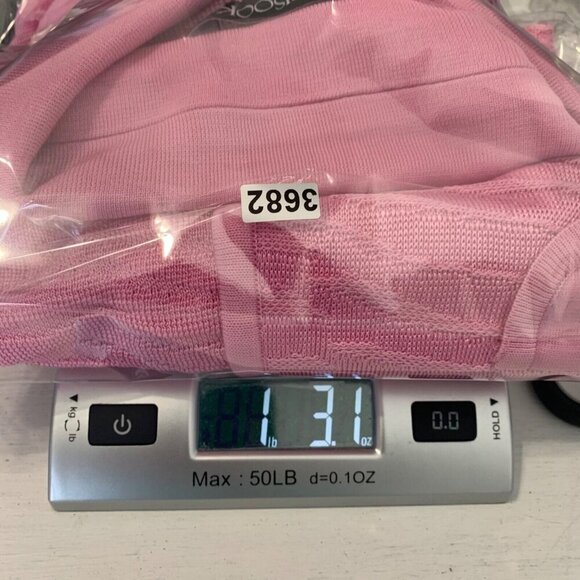 3682
kg lb
1 lb 3.1 oz
0.0
HOLD
Max : 50LB d=0.1OZ